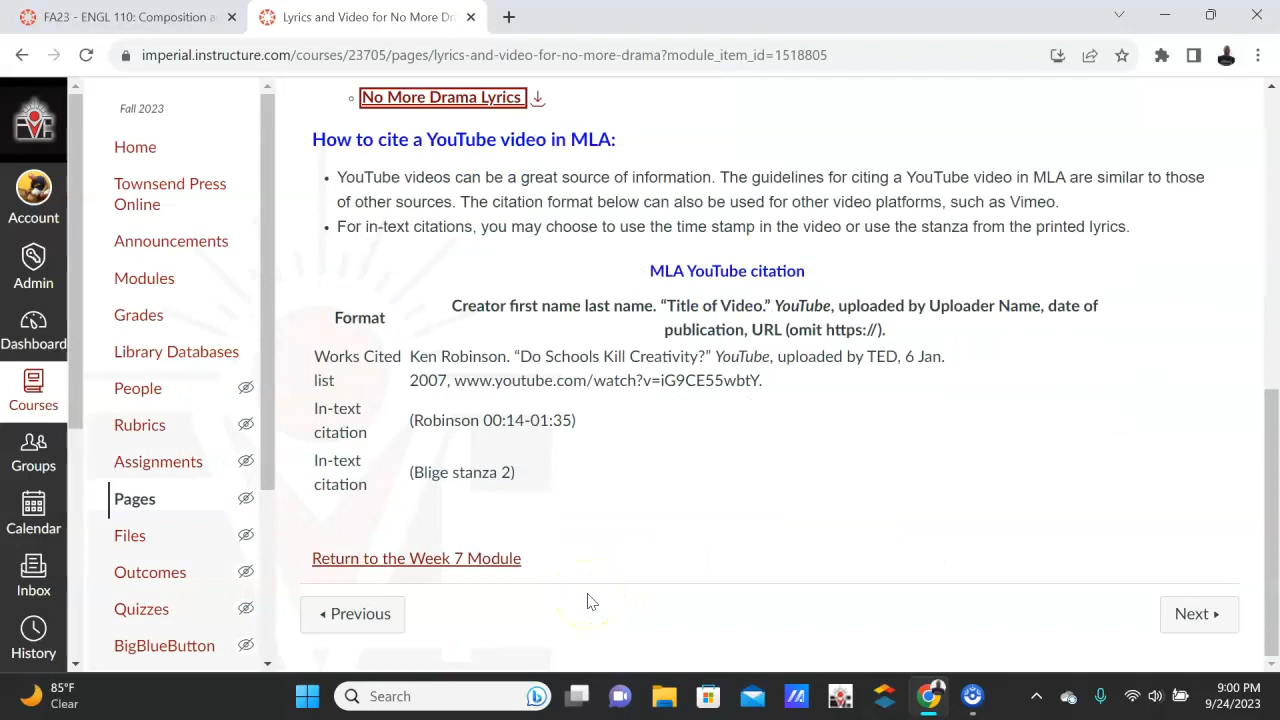 FA23 - ENGL 110: Composition a
Lyrics and Video for No More Dr
imperial.instructure.com/courses/23705/pages/lyrics-and-video-for-no-more-drama?module_item_id=1518805
Account
Admin
Dashboard
Courses
Groups
Calendar
Inbox
History
Fall 2023
Home
Townsend Press
Online
Announcements
Modules
Grades
Library Databases
People
Rubrics
Assignments
Pages
Files
Outcomes
Quizzes
BigBlueButton
No More Drama Lyrics
How to cite a YouTube video in MLA:
• YouTube videos can be a great source of information. The guidelines for citing a YouTube video in MLA are similar to those
of other sources. The citation format below can also be used for other video platforms, such as Vimeo.
• For in-text citations, you may choose to use the time stamp in the video or use the stanza from the printed lyrics.
MLA YouTube citation
Format
Creator first name last name. “Title of Video.” YouTube, uploaded by Uploader Name, date of
publication, URL (omit https://).
Works Cited
list
Ken Robinson. “Do Schools Kill Creativity?” YouTube, uploaded by TED, 6 Jan.
2007, www.youtube.com/watch?v=iG9CE55wbtY.
In-text
citation
(Robinson 00:14-01:35)
In-text
citation
(Blige stanza 2)
Return to the Week 7 Module
Previous
Next
85°F
Clear
Search
9:00 PM
9/24/2023